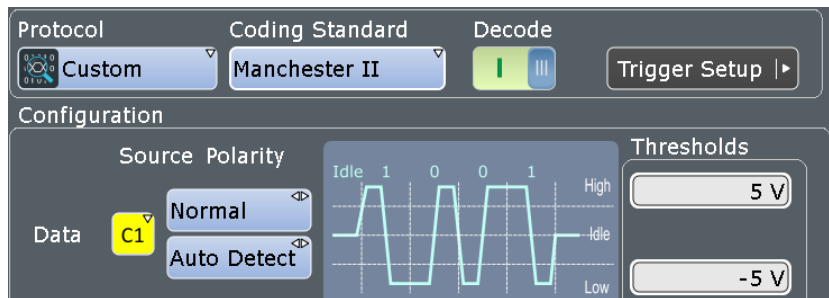 Protocol Coding Standard Decode
Custom Manchester II I Trigger Setup
Configuration
Source Polarity Thresholds
Idle 1 0 0 1 High
Normal 5 V
Data C1 Idle
Auto Detect
Low -5 V